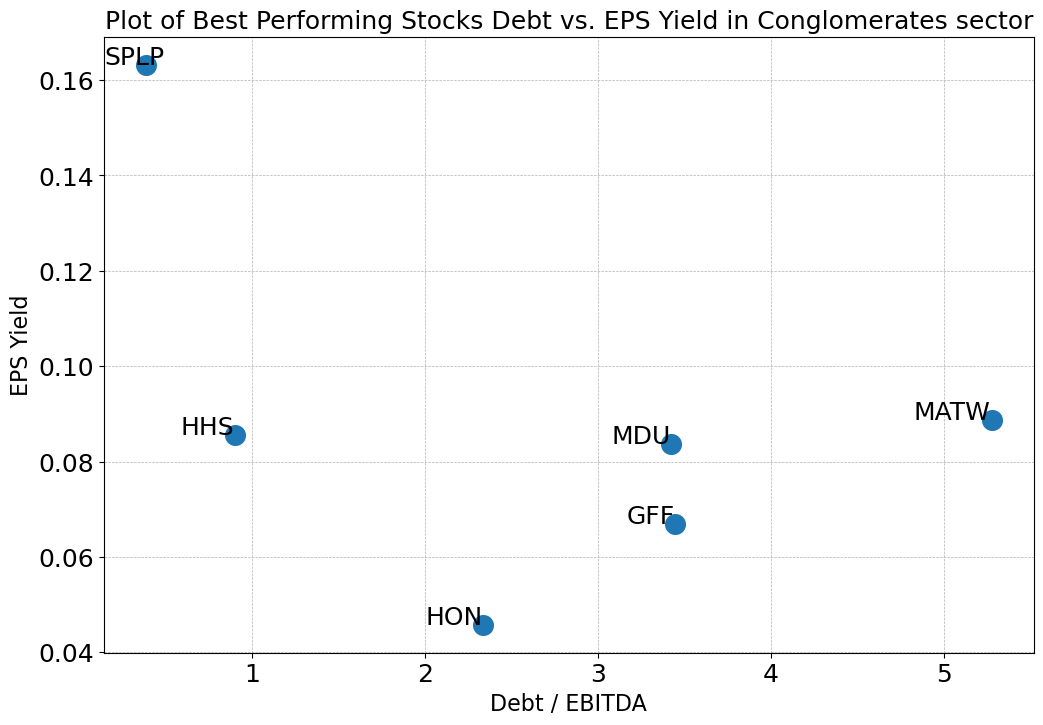 Plot of Best Performing Stocks Debt vs. EPS Yield in Conglomerates sector
SPLP
0.16
0.14
0.12
0.10
EPS Yield
MATW
HHS
MDU
0.08
GFF
0.06
HON
0.04
1 2 3 4 5
Debt / EBITDA